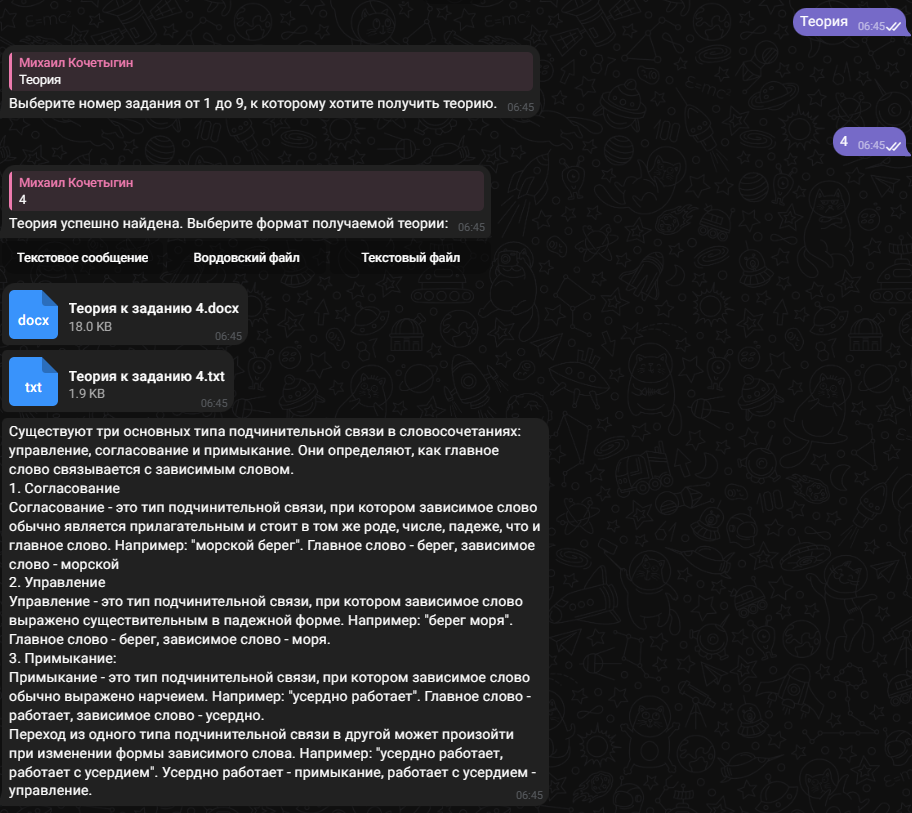 Теория 06:45
Михаил Кочетыгин
Теория
Выберите номер задания от 1 до 9, к которому хотите получить теорию. 06:45
4 06:45
Михаил Кочетыгин
4
Теория успешно найдена. Выберите формат получаемой теории: 06:45
Текстовое сообщение Вордовский файл Текстовый файл
docx Теория к заданию 4.docx
18.0 KB
06:45
txt Теория к заданию 4.txt
1.9 KB
06:45
Существуют три основных типа подчинительной связи в словосочетаниях:
управление, согласование и примыкание. Они определяют, как главное
слово связывается с зависимым словом.
1. Согласование
Согласование - это тип подчинительной связи, при котором зависимое слово
обычно является прилагательным и стоит в том же роде, числе, падеже, что и
главное слово. Например: "морской берег". Главное слово - берег, зависимое
слово - морской
2. Управление
Управление - это тип подчинительной связи, при котором зависимое слово
выражено существительным в падежной форме. Например: "берег моря".
Главное слово - берег, зависимое слово - моря.
3. Примыкание:
Примыкание - это тип подчинительной связи, при котором зависимое слово
обычно выражено нарчеием. Например: "усердно работает". Главное слово -
работает, зависимое слово - усердно.
Переход из одного типа подчинительной связи в другой может произойти
при изменении формы зависимого слова. Например: "усердно работает,
работает с усердием". Усердно работает - примыкание, работает с усердием -
управление. 06:45